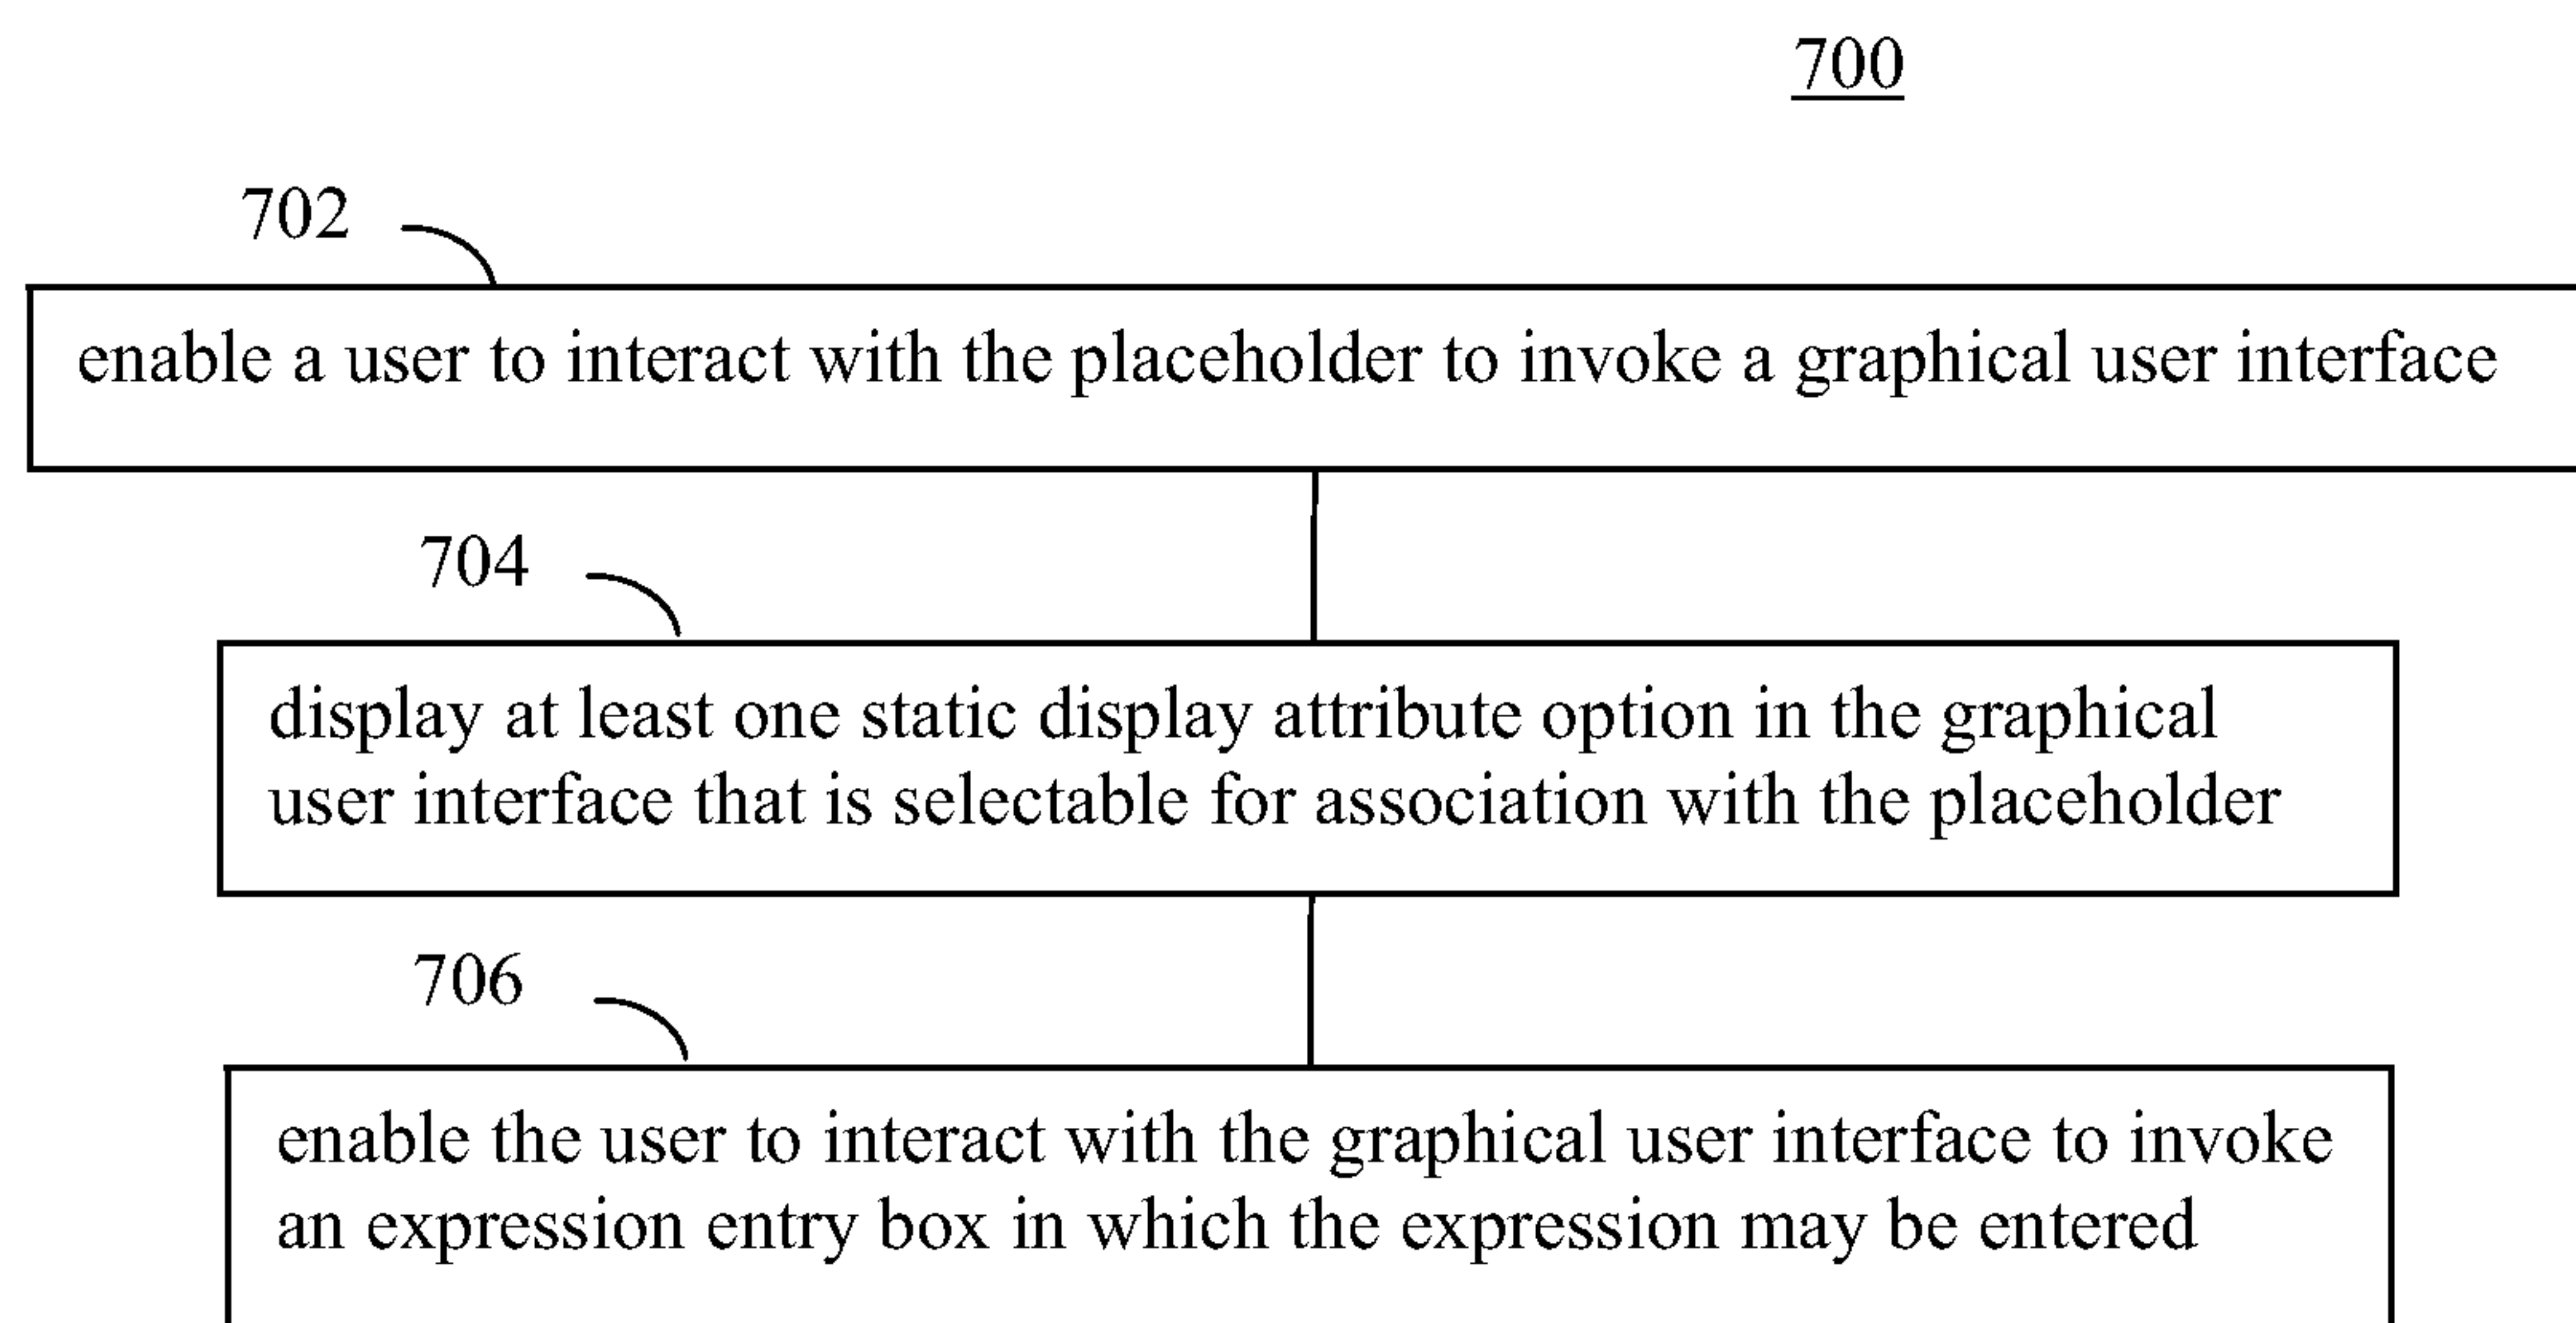 700
702
enable a user to interact with the placeholder to invoke a graphical user interface
704
display at least one static display attribute option in the graphical
user interface that is selectable for association with the placeholder
706
enable the user to interact with the graphical user interface to invoke
an expression entry box in which the expression may be entered